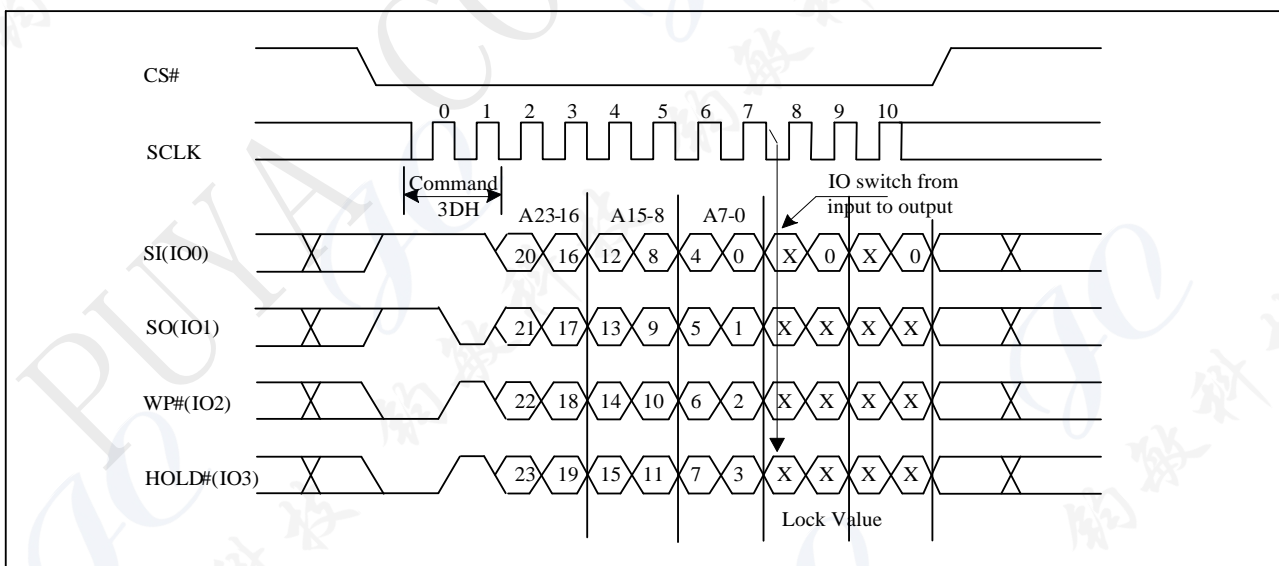 CS#
0 1 2 3 4 5 6 7 8 9 10
SCLK
Command
3DH
IO switch from
input to output
A23-16 A15-8 A7-0
SI(IO0) 20 16 12 8 4 0 X 0 X 0
SO(IO1) 21 17 13 9 5 1 X X X X
WP#(IO2) 22 18 14 10 6 2 X X X X
HOLD#(IO3) 23 19 15 11 7 3 X X X X
Lock Value
PUYA CO